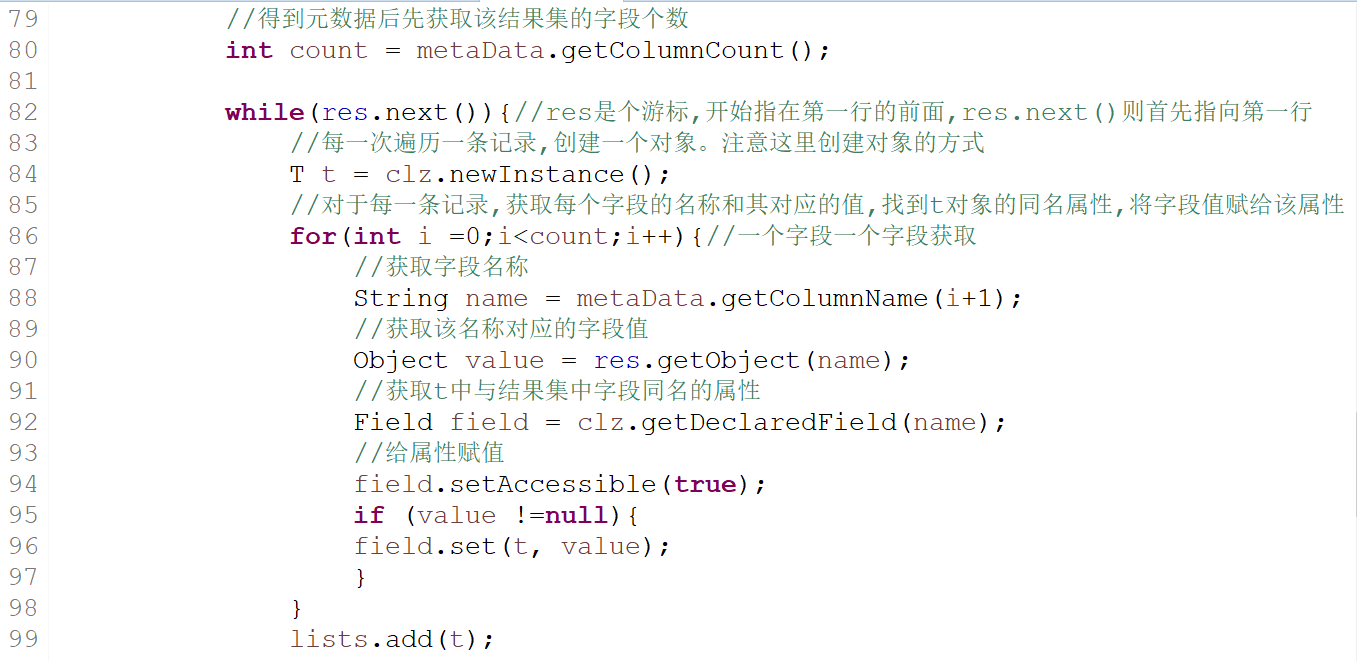 79 //得到元数据后先获取该结果集的字段个数
80 int count = metaData.getColumnCount();
81
82 while(res.next()){//res是个游标,开始指在第一行的前面,res.next()则首先指向第一行
83 //每一次遍历一条记录,创建一个对象。注意这里创建对象的方式
84 T t = clz.newInstance();
85 //对于每一条记录,获取每个字段的名称和其对应的值,找到t对象的同名属性,将字段值赋给该属性
86 for(int i =0;i<count;i++){//一个字段一个字段获取
87 //获取字段名称
88 String name = metaData.getColumnName(i+1);
89 //获取该名称对应的字段值
90 Object value = res.getObject(name);
91 //获取t中与结果集中字段同名的属性
92 Field field = clz.getDeclaredField(name);
93 //给属性赋值
94 field.setAccessible(true);
95 if (value !=null){
96 field.set(t, value);
97 }
98 }
99 lists.add(t);